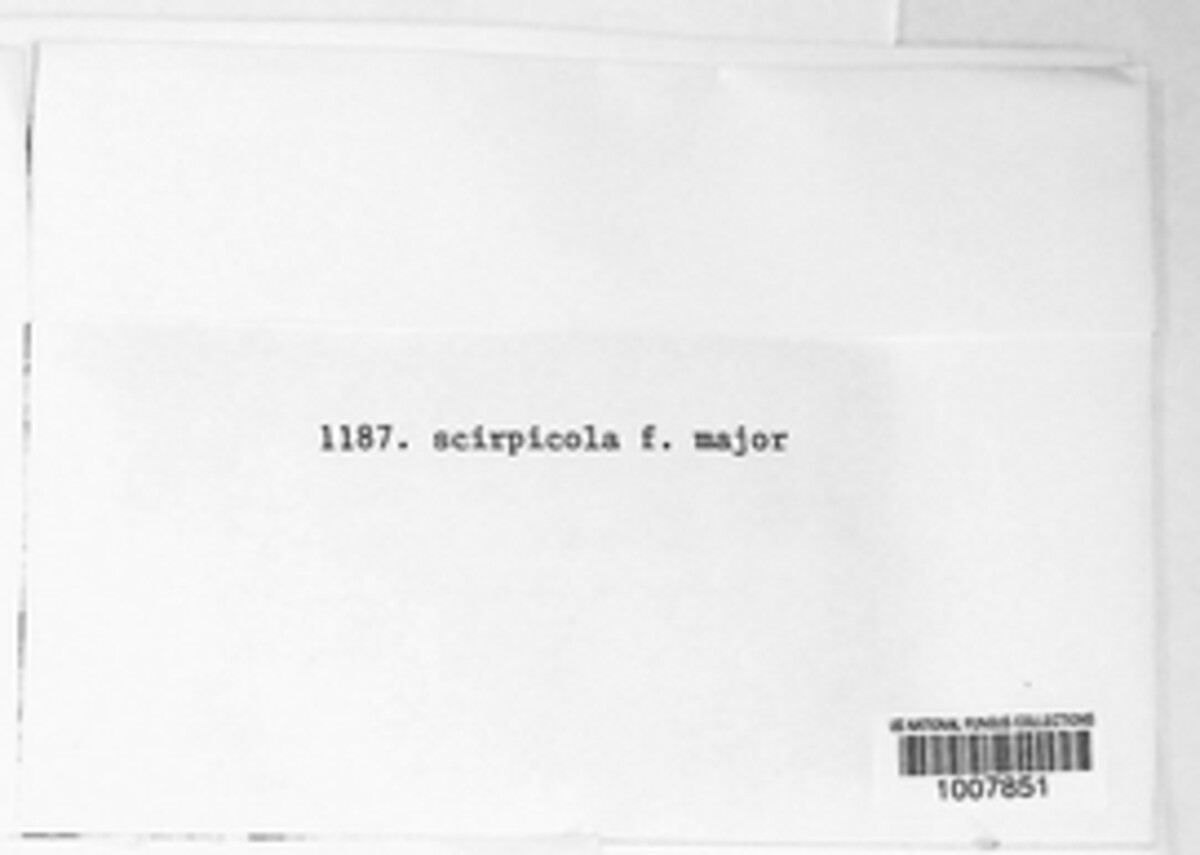 1187. scirpicola f. major
US NATIONAL FUNGUS COLLECTIONS
1007851